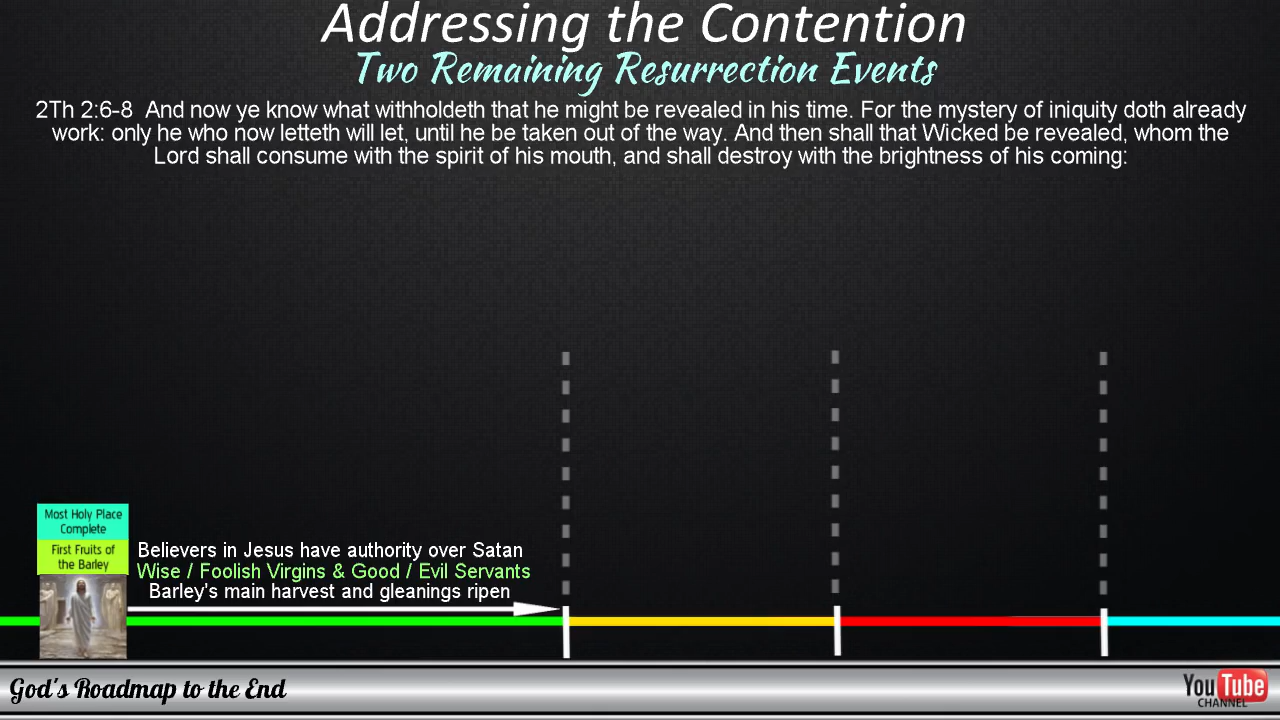 Addressing the Contention
Two Remaining Resurrection Events
2Th 2:6-8  And now ye know what withholdeth that he might be revealed in his time. For the mystery of iniquity doth already
work: only he who now letteth will let, until he be taken out of the way. And then shall that Wicked be revealed, whom the
Lord shall consume with the spirit of his mouth, and shall destroy with the brightness of his coming:
Most Holy Place
Complete
First Fruits of
the Barley
Believers in Jesus have authority over Satan
Wise / Foolish Virgins & Good / Evil Servants
Barley's main harvest and gleanings ripen
God's Roadmap to the End
YouTube
CHANNEL